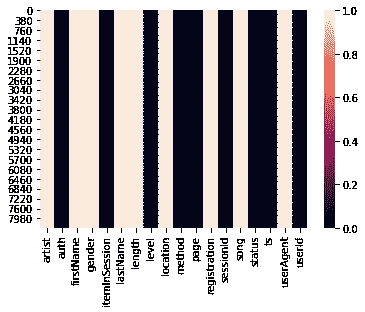 0
380
760
1140
1520
1900
2280
2660
3040
3420
3800
4180
4560
4940
5320
5700
6080
6460
6840
7220
7600
7980
artist
auth
firstName
gender
itemInSession
lastName
length
level
location
method
page
registration
sessionId
song
status
ts
userAgent
userId
1.0
0.8
0.6
0.4
0.2
0.0